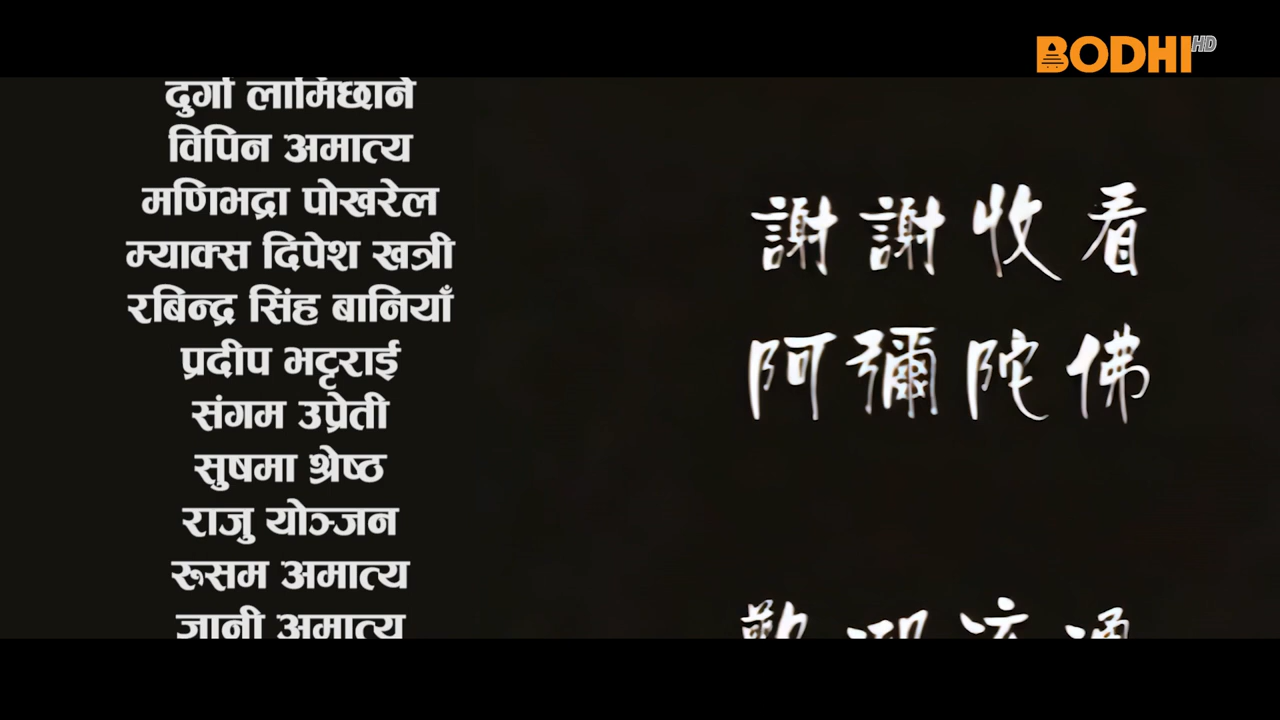 BODHI HD
दुर्गा लामिछाने
विपिन अमात्य
मणिभद्रा पोखरेल
म्याक्स दिपेश खत्री
रबिन्द्र सिंह बानियाँ
प्रदीप भट्टराई
संगम उप्रेती
सुषमा श्रेष्ठ
राजु योञ्जन
रुसम अमात्य
ज्ञानी अमात्य
謝謝收看
阿彌陀佛